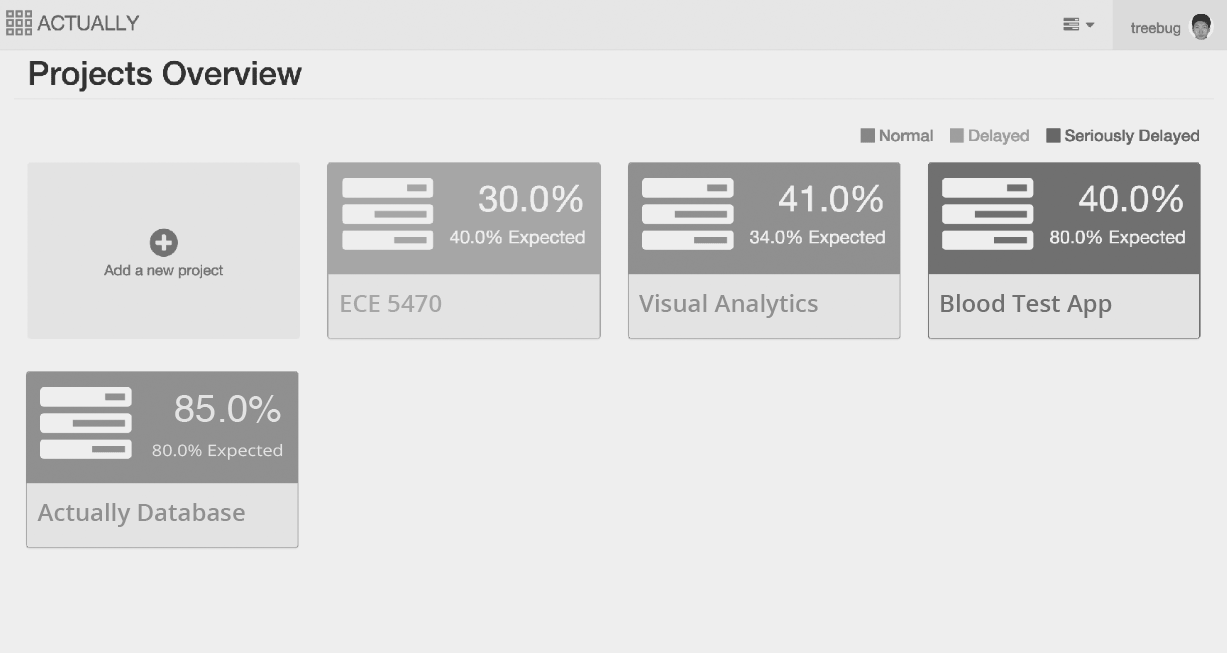 ACTUALLY
treebug
Projects Overview
Normal Delayed Seriously Delayed
Add a new project
30.0%
40.0% Expected
ECE 5470
41.0%
34.0% Expected
Visual Analytics
40.0%
80.0% Expected
Blood Test App
85.0%
80.0% Expected
Actually Database